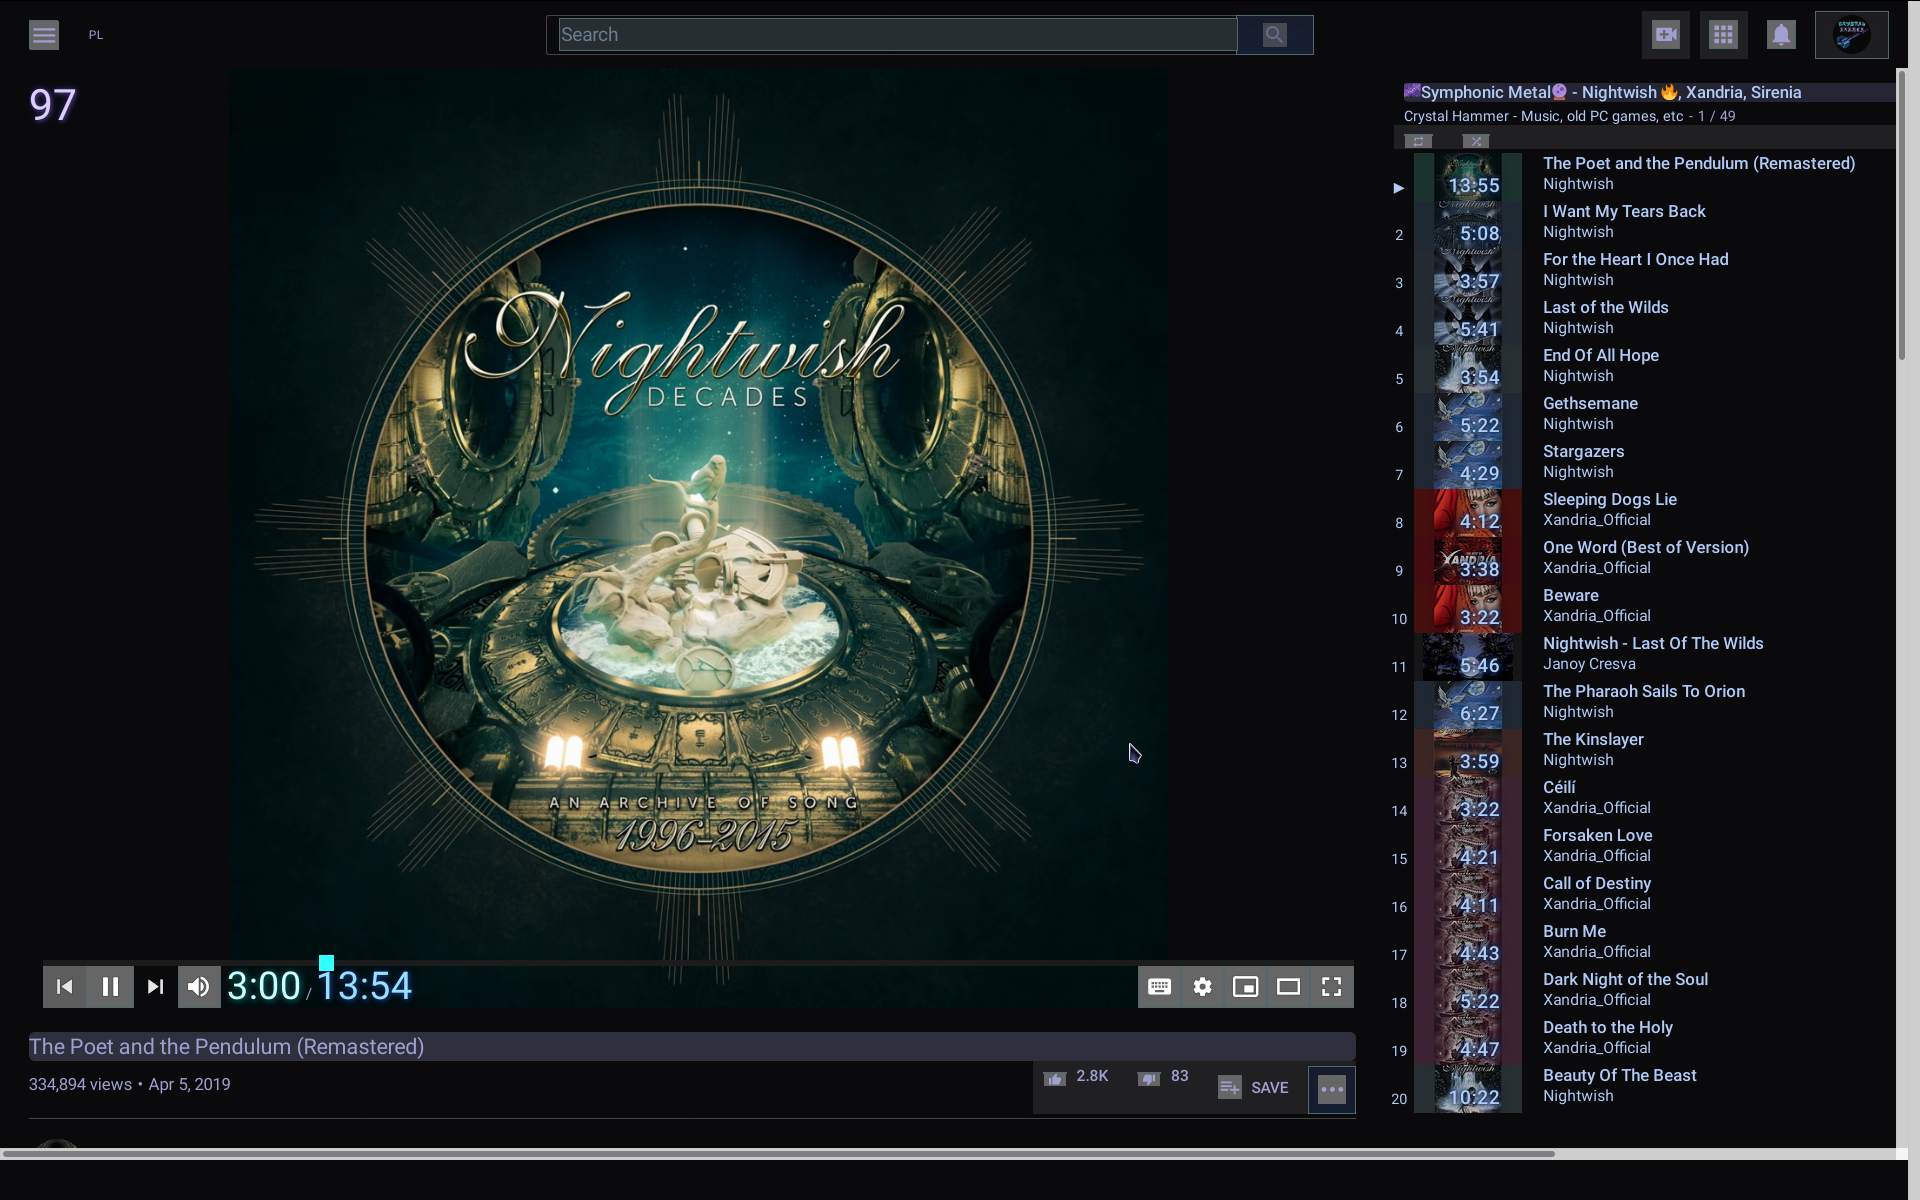 PL
Search
97
Nightwish
DECADES
AN ARCHIVE OF SONG
1996-2015
3:00 / 13:54
The Poet and the Pendulum (Remastered)
334,894 views • Apr 5, 2019
2.8K
83
SAVE
Symphonic Metal🔮 - Nightwish 🔥, Xandria, Sirenia
Crystal Hammer - Music, old PC games, etc - 1 / 49
▶ 13:55 The Poet and the Pendulum (Remastered)
Nightwish
2 5:08 I Want My Tears Back
Nightwish
3 3:57 For the Heart I Once Had
Nightwish
4 5:41 Last of the Wilds
Nightwish
5 3:54 End Of All Hope
Nightwish
6 5:22 Gethsemane
Nightwish
7 4:29 Stargazers
Nightwish
8 4:12 Sleeping Dogs Lie
Xandria_Official
9 3:38 One Word (Best of Version)
Xandria_Official
10 3:22 Beware
Xandria_Official
11 5:46 Nightwish - Last Of The Wilds
Janoy Cresva
12 6:27 The Pharaoh Sails To Orion
Nightwish
13 3:59 The Kinslayer
Nightwish
14 3:22 Céilí
Xandria_Official
15 4:21 Forsaken Love
Xandria_Official
16 4:11 Call of Destiny
Xandria_Official
17 4:43 Burn Me
Xandria_Official
18 5:22 Dark Night of the Soul
Xandria_Official
19 4:47 Death to the Holy
Xandria_Official
20 10:22 Beauty Of The Beast
Nightwish